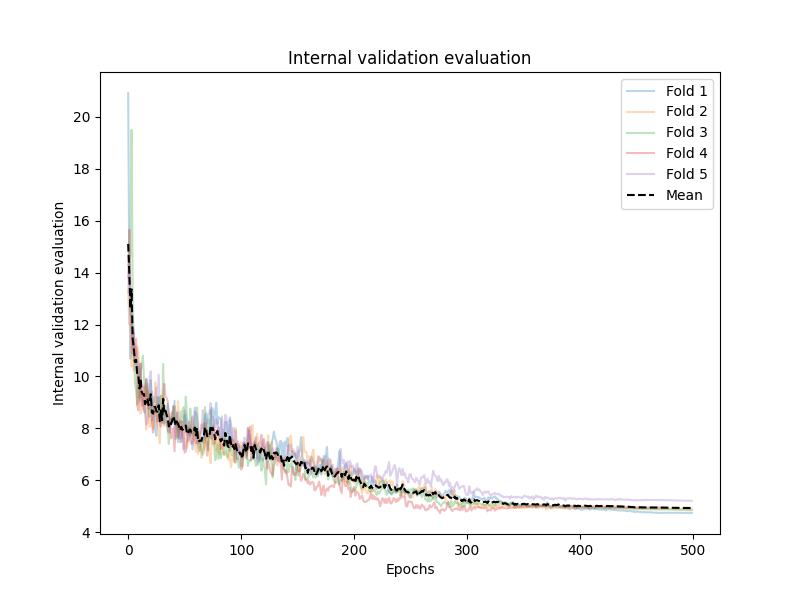 Internal validation evaluation
Internal validation evaluation
20
18
16
14
12
10
8
6
4
0
100
200
300
400
500
Epochs
Fold 1
Fold 2
Fold 3
Fold 4
Fold 5
Mean